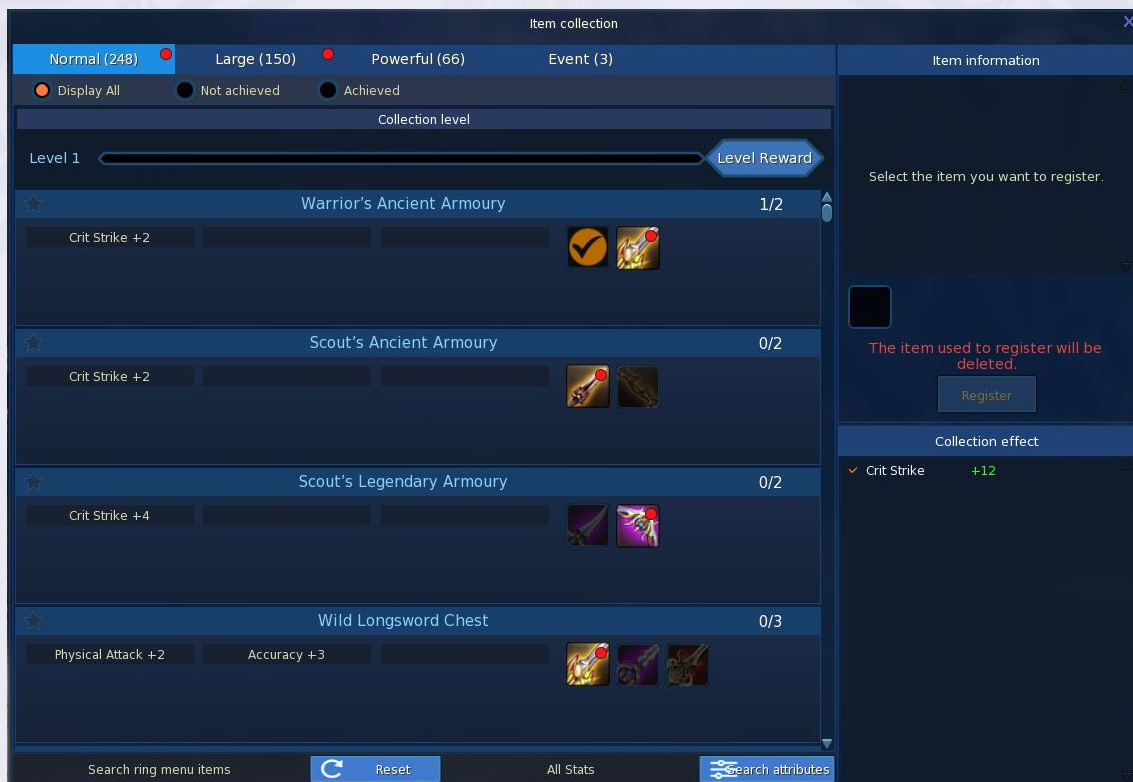 Item collection
X
Normal (248)
Large (150)
Powerful (66)
Event (3)
Item information
Display All
Not achieved
Achieved
Collection level
Level 1
Level Reward
Select the item you want to register.
Warrior's Ancient Armoury
1/2
Crit Strike +2
Scout's Ancient Armoury
0/2
Crit Strike +2
The item used to register will be
deleted.
Register
Collection effect
Crit Strike
+12
Scout's Legendary Armoury
0/2
Crit Strike +4
Wild Longsword Chest
0/3
Physical Attack +2
Accuracy +3
Search ring menu items
Reset
All Stats
Search attributes